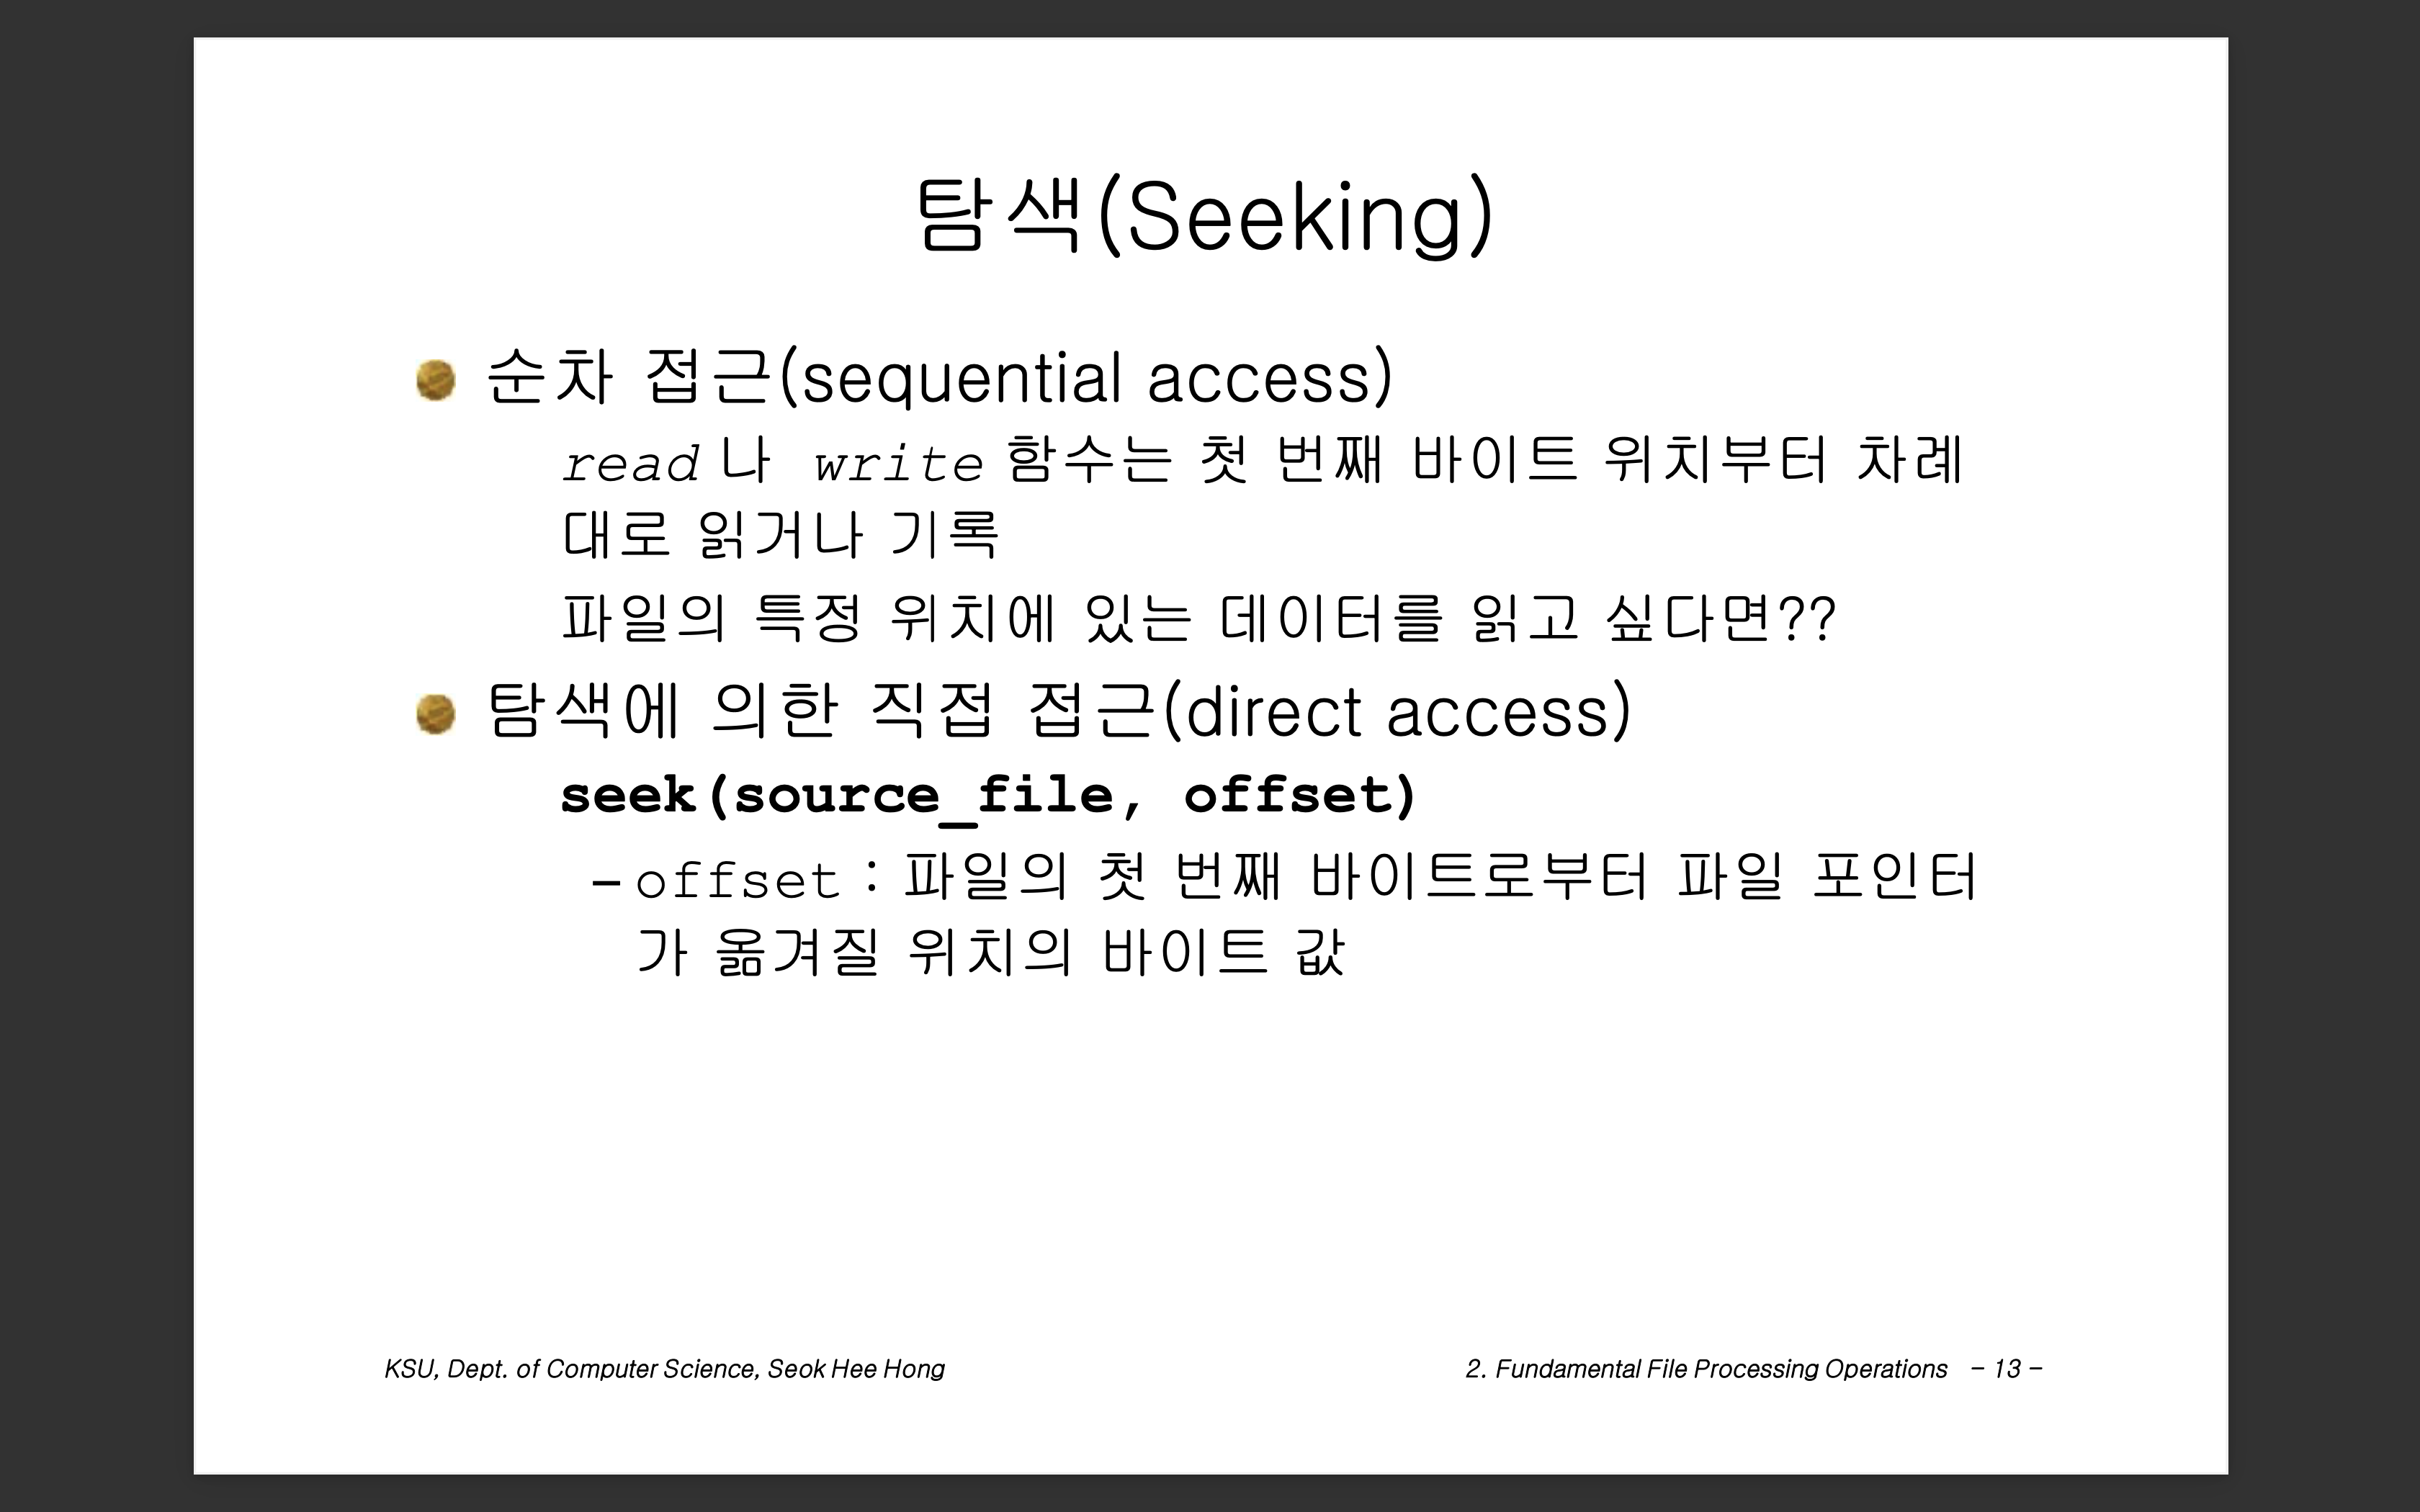 탐색(Seeking)
순차 접근(sequential access)
read 나 write 함수는 첫 번째 바이트 위치부터 차례
대로 읽거나 기록
파일의 특정 위치에 있는 데이터를 읽고 싶다면??
탐색에 의한 직접 접근(direct access)
seek(source_file, offset)
– offset : 파일의 첫 번째 바이트로부터 파일 포인터
가 옮겨질 위치의 바이트 값
KSU, Dept. of Computer Science, Seok Hee Hong
2. Fundamental File Processing Operations – 13 –